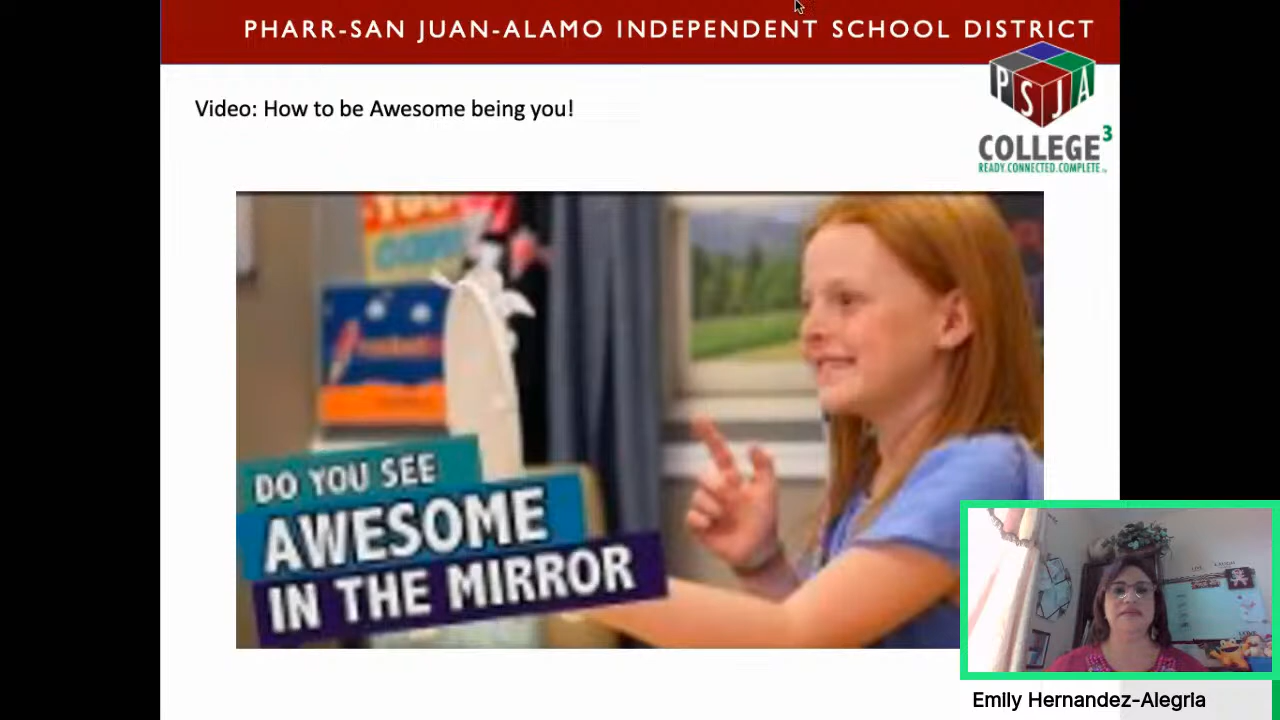 PHARR-SAN JUAN-ALAMO INDEPENDENT SCHOOL DISTRICT
PSJA
COLLEGE3
READY.CONNECTED.COMPLETE
Video: How to be Awesome being you!
DO YOU SEE
AWESOME
IN THE MIRROR
Emily Hernandez-Alegria